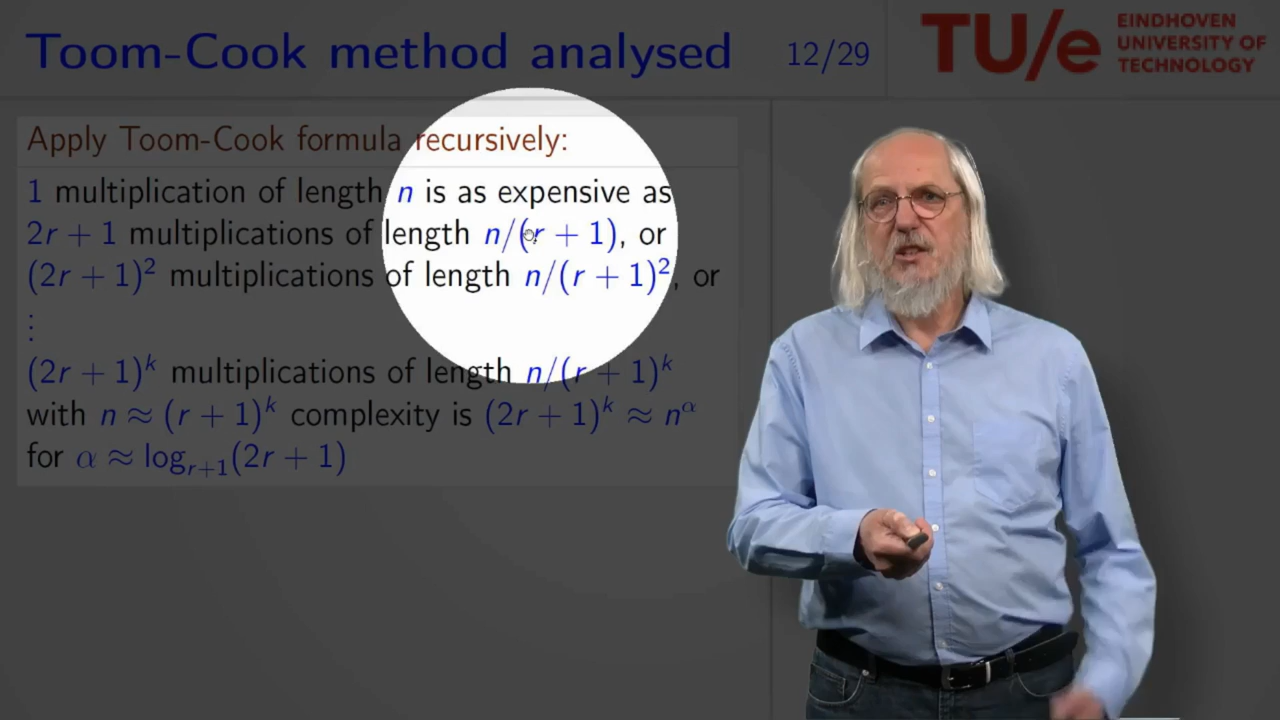 Toom-Cook method analysed 12/29
TU/e EINDHOVEN
UNIVERSITY OF
TECHNOLOGY
Apply Toom-Cook formula recursively:
1 multiplication of length n is as expensive as
2r + 1 multiplications of length n/(r + 1), or
(2r + 1)² multiplications of length n/(r + 1)², or
⋮
(2r + 1)ᵏ multiplications of length n/(r + 1)ᵏ
with n ≈ (r + 1)ᵏ complexity is (2r + 1)ᵏ ≈ nᵅ
for α ≈ logᵣ₊₁(2r + 1)